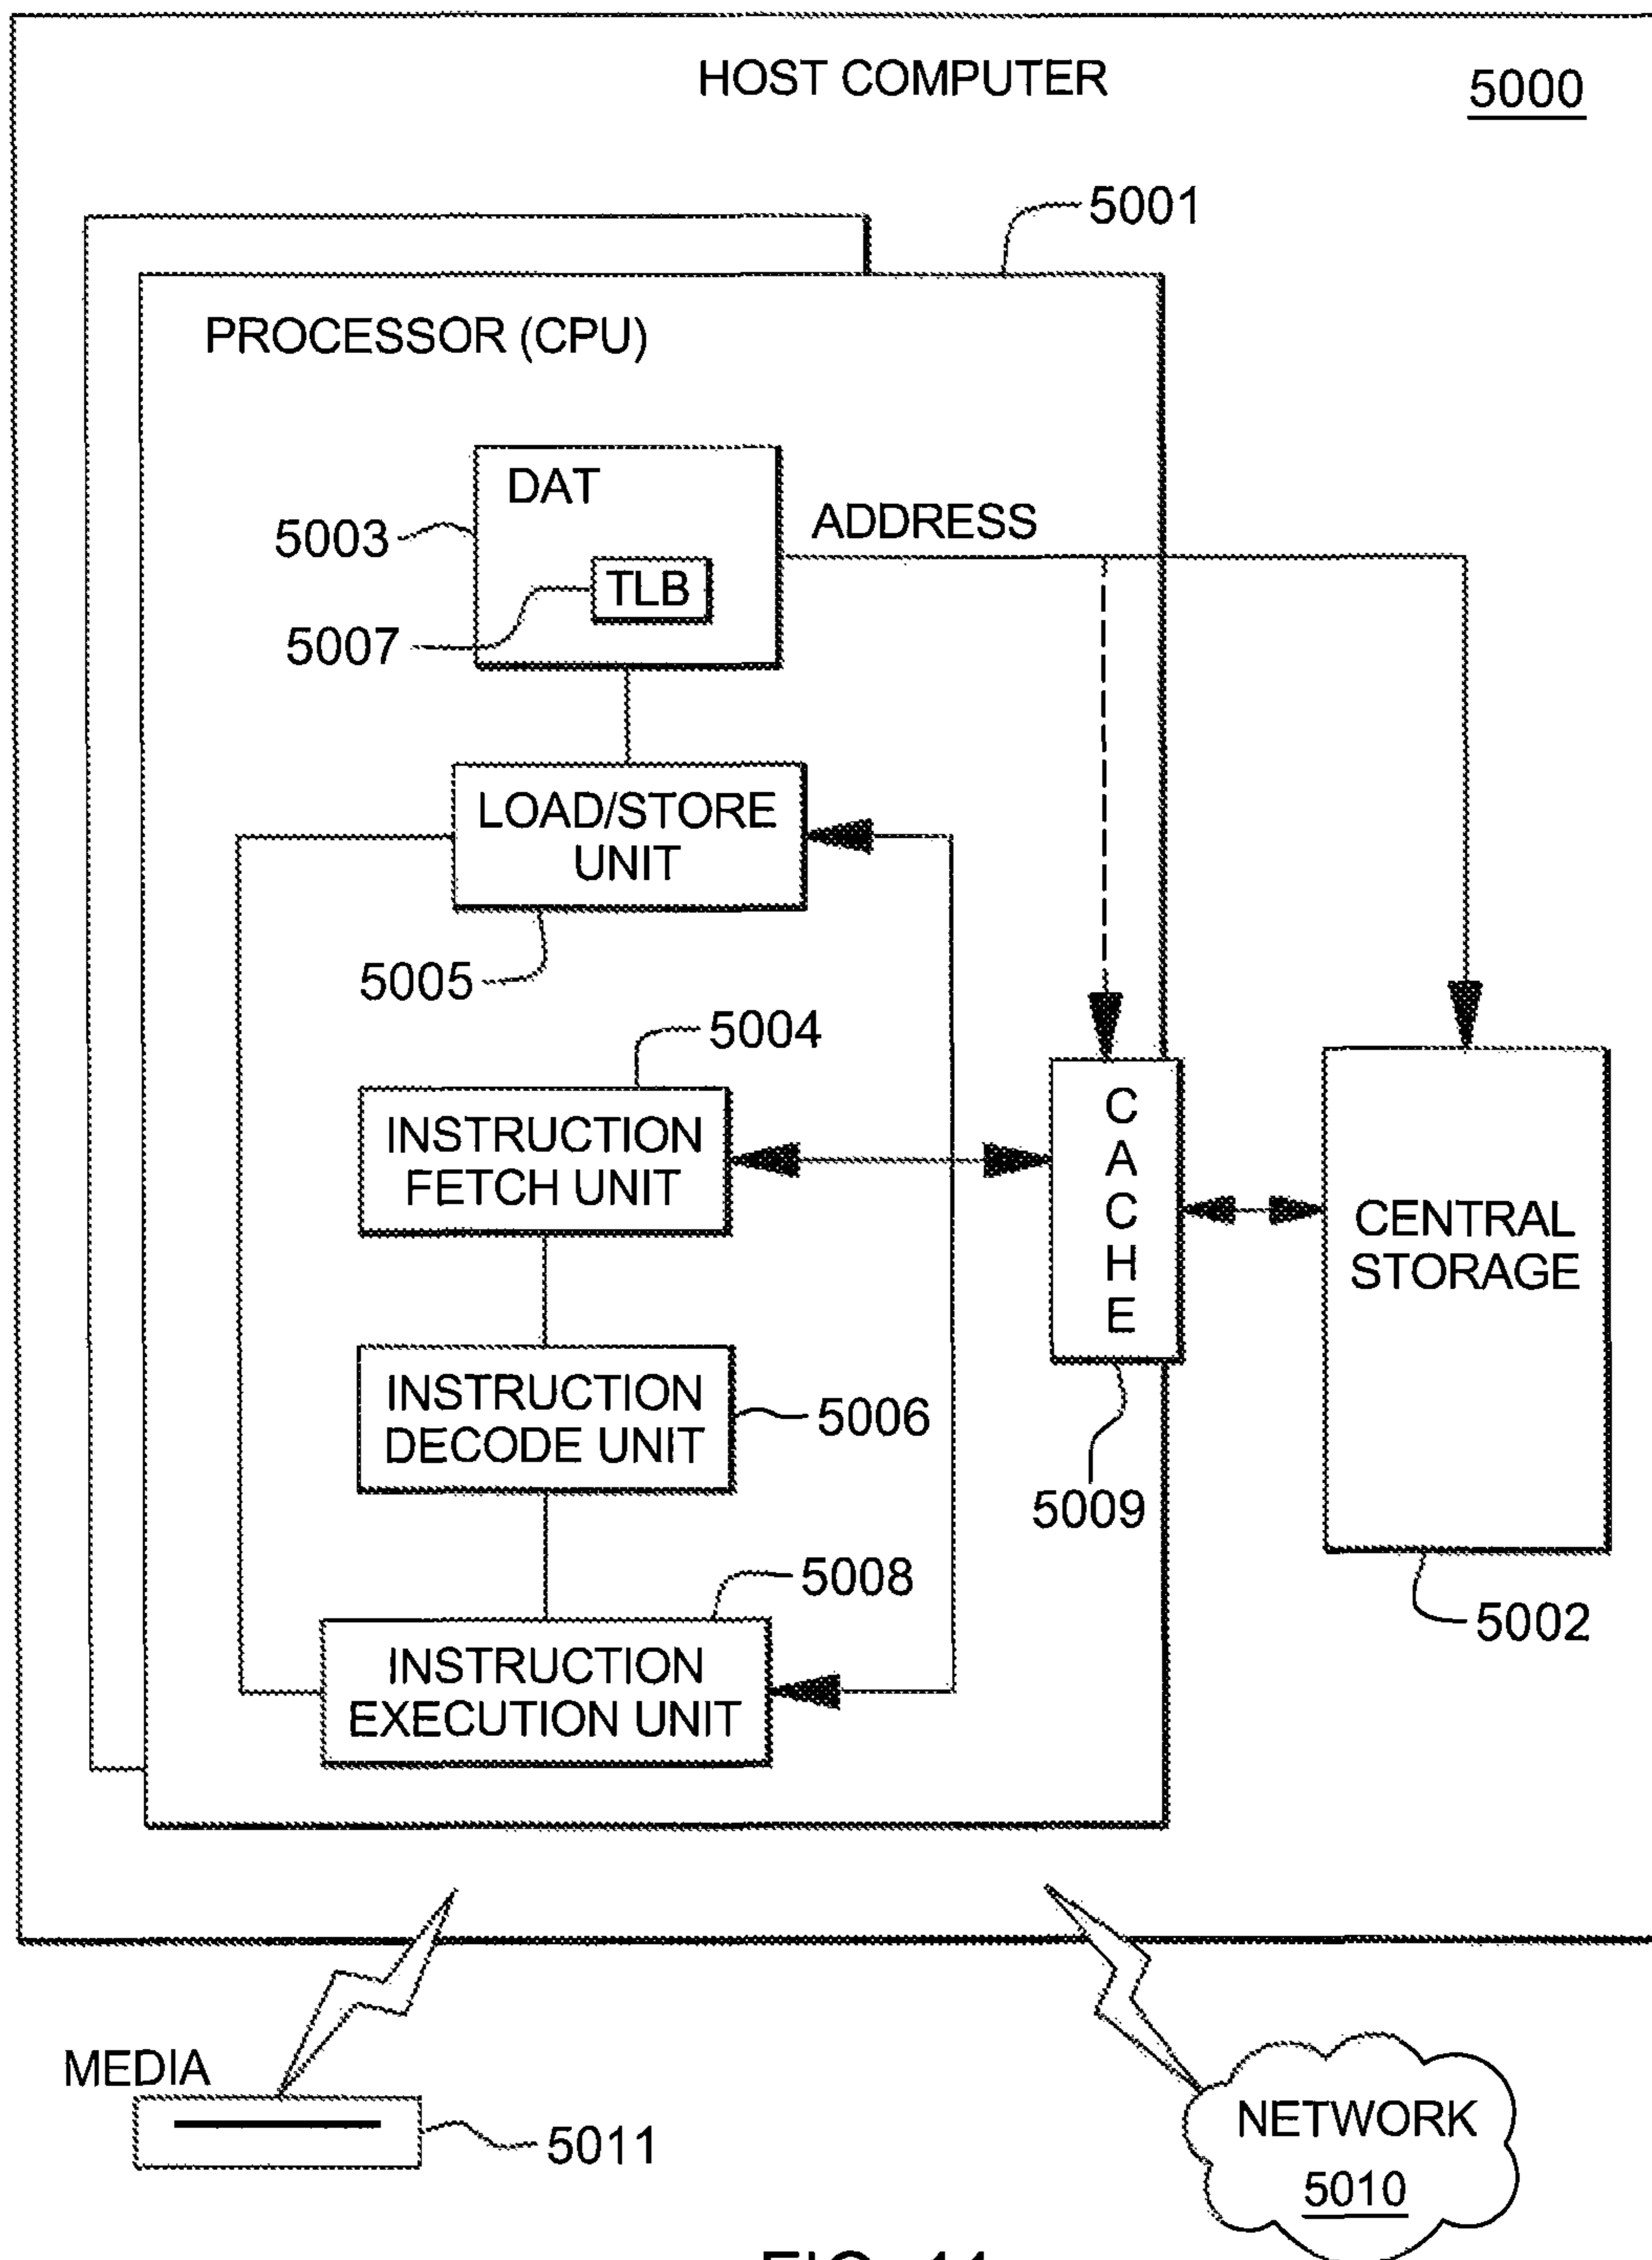 HOST COMPUTER
5000
5001
PROCESSOR (CPU)
DAT
5003
ADDRESS
TLB
5007
LOAD/STORE
UNIT
5005
5004
INSTRUCTION
FETCH UNIT
CACHE
CENTRAL
STORAGE
INSTRUCTION
DECODE UNIT
5006
5009
5008
5002
INSTRUCTION
EXECUTION UNIT
MEDIA
5011
NETWORK
5010